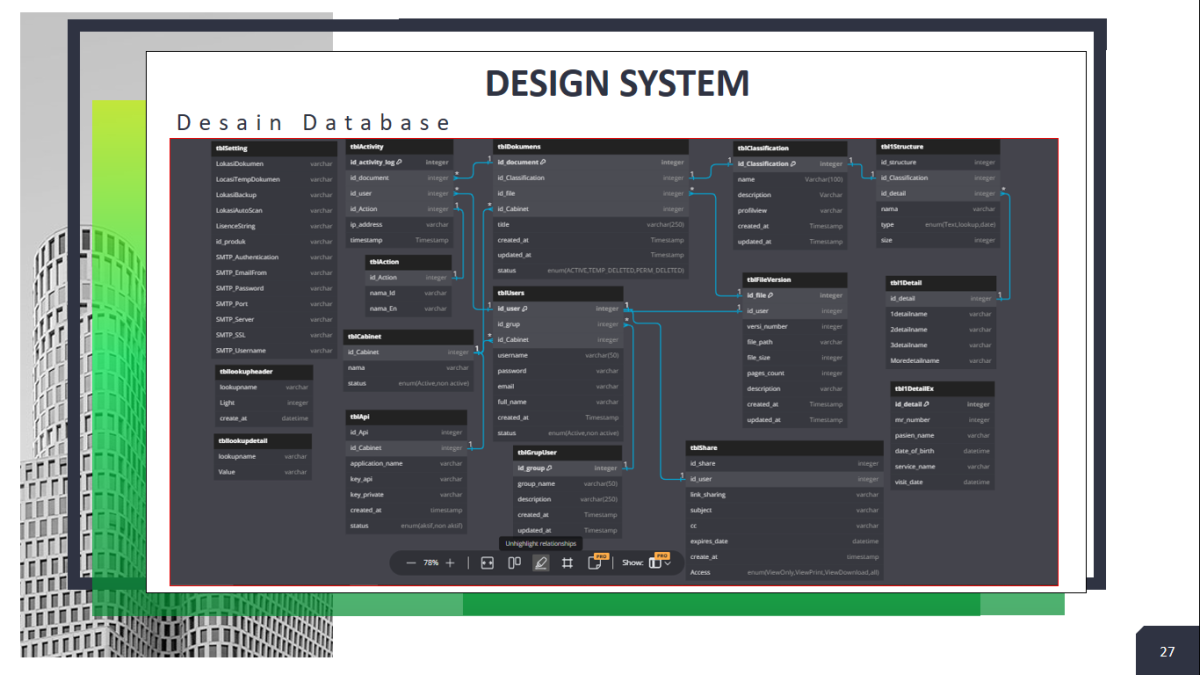 DESIGN SYSTEM
Desain Database
tblSetting
LokasiDokumen varchar
LocasiTempDokumen varchar
LokasiBackup varchar
LokasiAutoScan varchar
LisenceString varchar
id_produk varchar
SMTP_Authentication varchar
SMTP_EmailFrom varchar
SMTP_Password varchar
SMTP_Port varchar
SMTP_Server varchar
SMTP_SSL varchar
SMTP_Username varchar
tbllookupheader
lookupname varchar
Light integer
create_at datetime
tbllookupdetail
lookupname varchar
Value varchar
tblActivity
id_activity_log integer
id_document integer
id_user integer
id_Action integer
ip_address varchar
timestamp Timestamp
tblAction
id_Action integer
nama_Id varchar
nama_En varchar
tblCabinet
id_Cabinet integer
nama varchar
status enum(Active,non active)
tblApi
id_Api integer
id_Cabinet integer
application_name varchar
key_api varchar
key_private varchar
created_at timestamp
status enum(aktif,non aktif)
tblDokumens
id_document integer
id_Classification integer
id_file integer
id_Cabinet integer
title varchar(250)
created_at Timestamp
updated_at Timestamp
status enum(ACTIVE,TEMP_DELETED,PERM_DELETED)
tblUsers
id_user integer
id_grup integer
id_Cabinet integer
username varchar(50)
password varchar
email varchar
full_name varchar
created_at Timestamp
status enum(Active,non active)
tblGrupUser
id_group integer
group_name varchar(50)
description varchar(250)
created_at Timestamp
updated_at Timestamp
Unhighlight relationships
78%
PRO
Show:
PRO
tblClassification
id_Classification integer
name Varchar(100)
description Varchar
profilview varchar
created_at Timestamp
updated_at Timestamp
tblFileVersion
id_file integer
id_user integer
versi_number integer
file_path varchar
file_size integer
pages_count integer
description varchar
created_at Timestamp
updated_at Timestamp
tblShare
id_share integer
id_user integer
link_sharing varchar
subject varchar
cc varchar
expires_date datetime
create_at timestamp
Access enum(ViewOnly,ViewPrint,ViewDownload,all)
tbl1Structure
id_structure integer
id_Classification integer
id_detail integer
nama varchar
type enum(Text,lookup,date)
size integer
tbl1Detail
id_detail integer
1detailname varchar
2detailname varchar
3detailname varchar
Moredetailname varchar
tbl1DetailEx
id_detail integer
mr_number integer
pasien_name varchar
date_of_birth datetime
service_name varchar
visit_date datetime
27